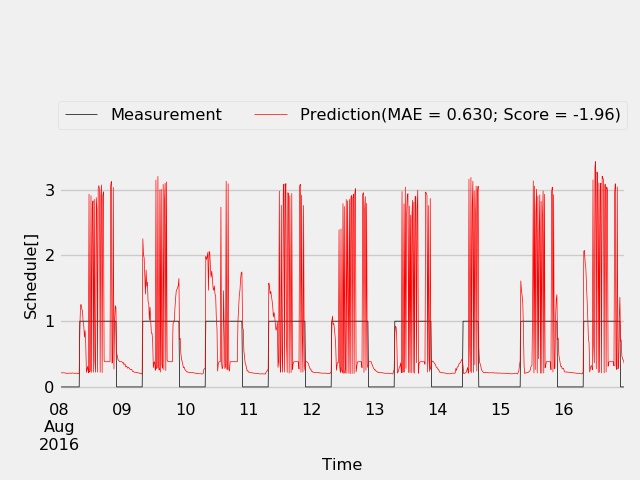 Measurement
Prediction(MAE = 0.630; Score = -1.96)
3
2
1
0
Schedule[]
08 09 10 11 12 13 14 15 16
Aug
2016
Time